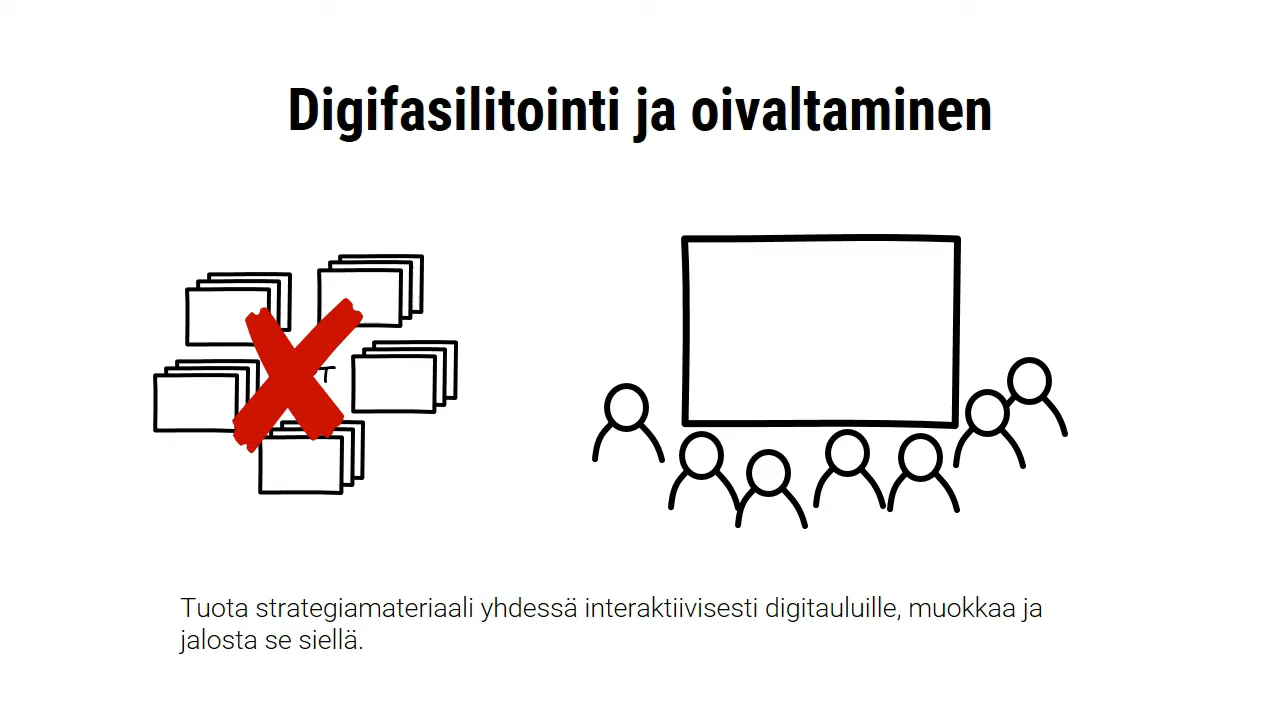 Digifasilitointi ja oivaltaminen
Tuota strategiamateriaali yhdessä interaktiivisesti digitauluille, muokkaa ja
jalosta se siellä.